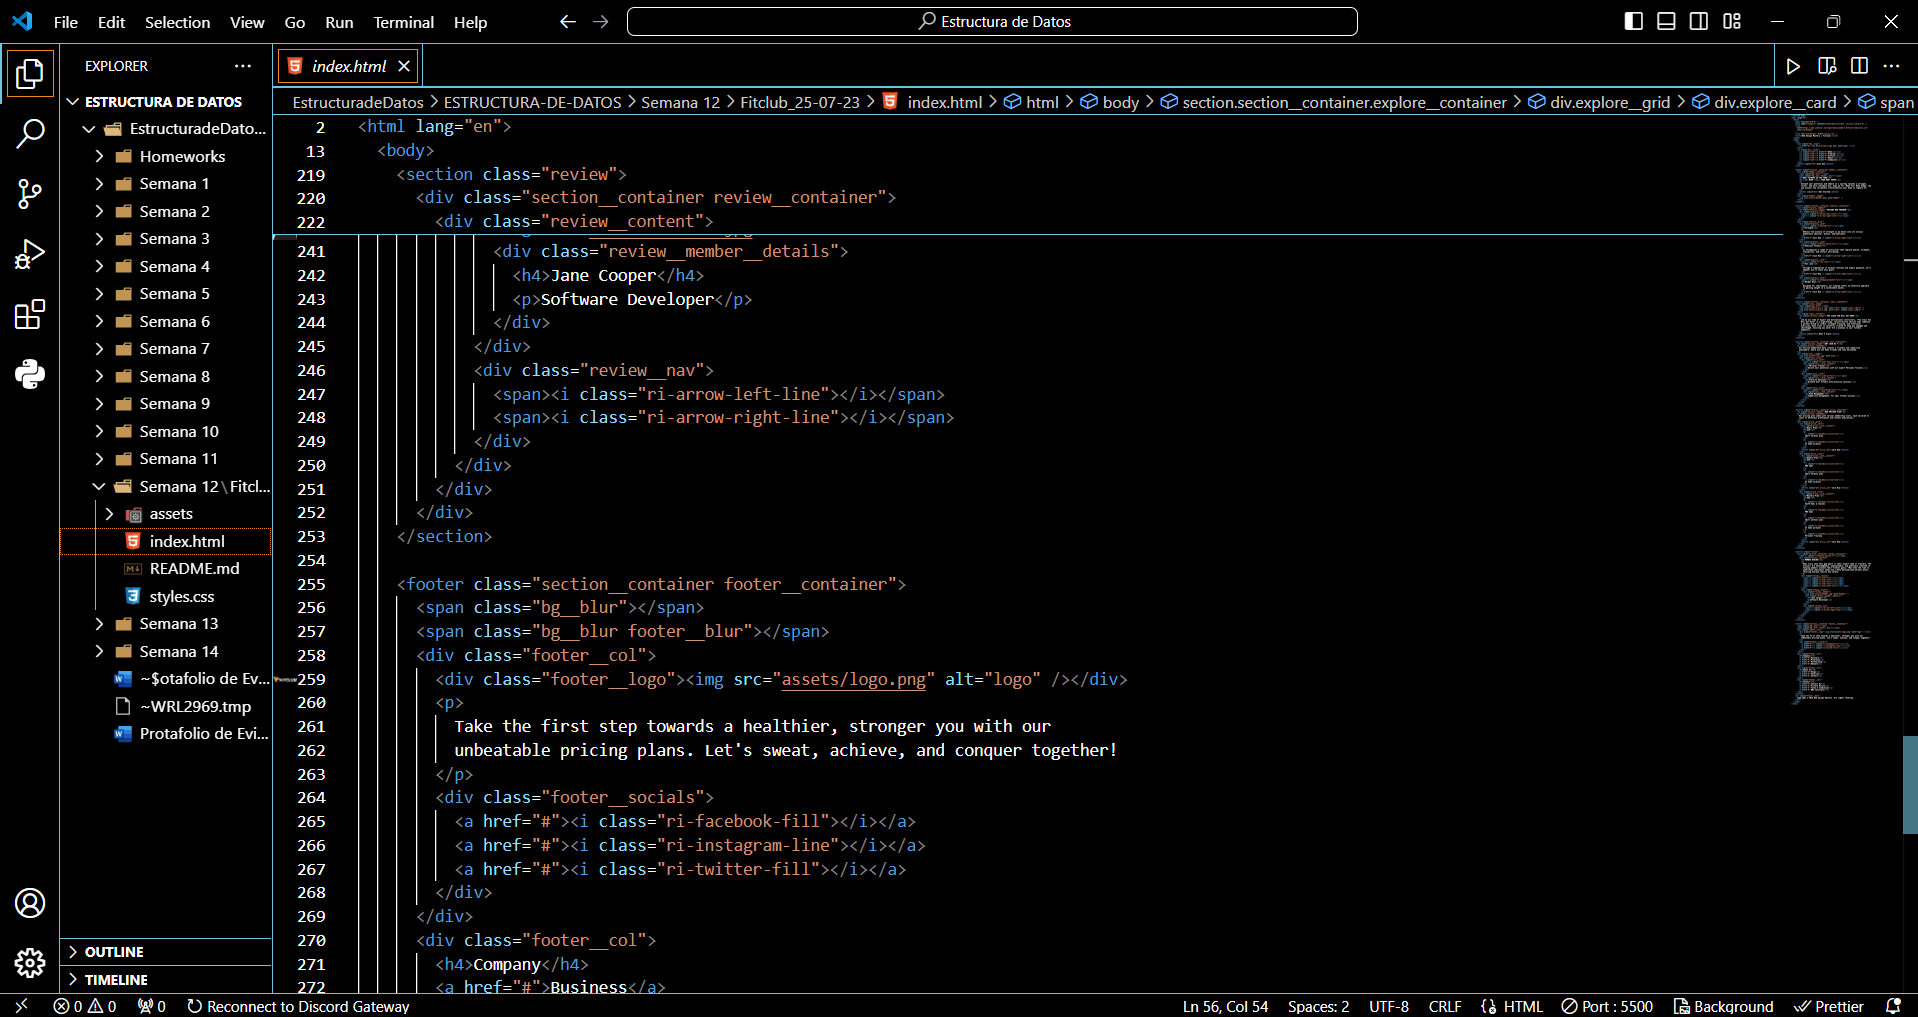 File Edit Selection View Go Run Terminal Help
Estructura de Datos
EXPLORER
ESTRUCTURA DE DATOS
EstructuradeDato...
Homeworks
Semana 1
Semana 2
Semana 3
Semana 4
Semana 5
Semana 6
Semana 7
Semana 8
Semana 9
Semana 10
Semana 11
Semana 12\Fitcl...
assets
index.html
README.md
styles.css
Semana 13
Semana 14
~$otafolio de Ev...
~WRL2969.tmp
Protafolio de Evi...
OUTLINE
TIMELINE
index.html
EstructuradeDatos > ESTRUCTURA-DE-DATOS > Semana 12 > Fitclub_25-07-23 > index.html > html > body > section.section__container.explore__container > div.explore__grid > div.explore__card > span
2 <html lang="en">
13 <body>
219 <section class="review">
220 <div class="section__container review__container">
222 <div class="review__content">
241 <div class="review__member__details">
242 <h4>Jane Cooper</h4>
243 <p>Software Developer</p>
244 </div>
245 </div>
246 <div class="review__nav">
247 <span><i class="ri-arrow-left-line"></i></span>
248 <span><i class="ri-arrow-right-line"></i></span>
249 </div>
250 </div>
251 </div>
252 </div>
253 </section>
254
255 <footer class="section__container footer__container">
256 <span class="bg__blur"></span>
257 <span class="bg__blur footer__blur"></span>
258 <div class="footer__col">
259 <div class="footer__logo"><img src="assets/logo.png" alt="logo" /></div>
260 <p>
261 Take the first step towards a healthier, stronger you with our
262 unbeatable pricing plans. Let's sweat, achieve, and conquer together!
263 </p>
264 <div class="footer__socials">
265 <a href="#"><i class="ri-facebook-fill"></i></a>
266 <a href="#"><i class="ri-instagram-line"></i></a>
267 <a href="#"><i class="ri-twitter-fill"></i></a>
268 </div>
269 </div>
270 <div class="footer__col">
271 <h4>Company</h4>
272 <a href="#">Business</a>
0 0 0 Reconnect to Discord Gateway Ln 56, Col 54 Spaces: 2 UTF-8 CRLF {} HTML Port : 5500 Background Prettier